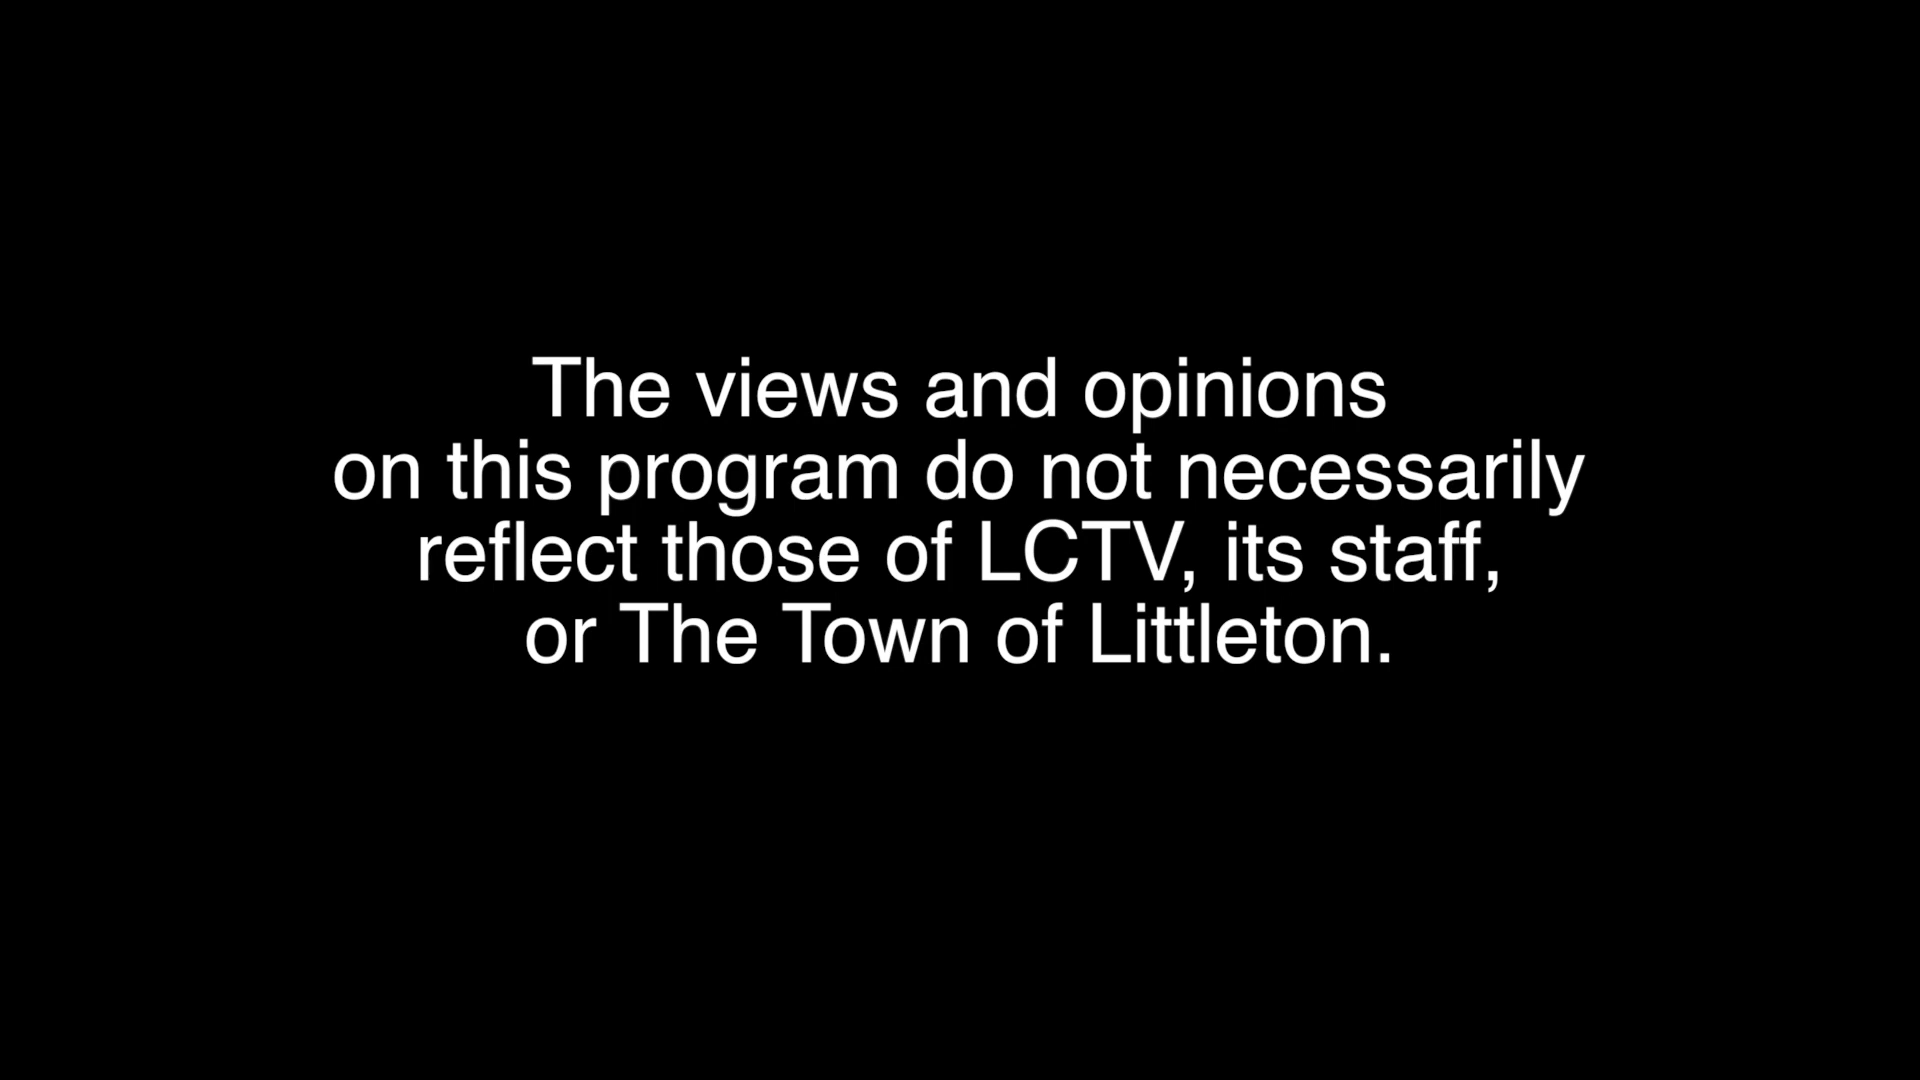 The views and opinions
on this program do not necessarily
reflect those of LCTV, its staff,
or The Town of Littleton.